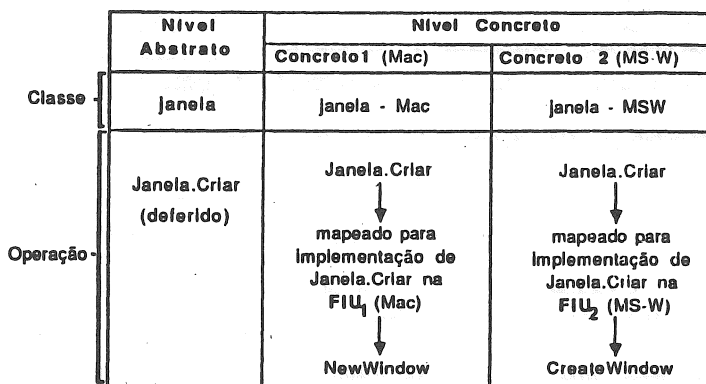 Nível Abstrato
Nível Concreto
Concreto1 (Mac)
Concreto 2 (MS-W)
Classe
janela
janela - Mac
janela - MSW
Operação
Janela.Criar
(deferido)
Janela.Criar
mapeado para
Implementação de
Janela.Criar na
FIU1 (Mac)
NewWindow
Janela.Criar
mapeado para
Implementação de
Janela.Criar na
FIU2 (MS-W)
CreateWindow